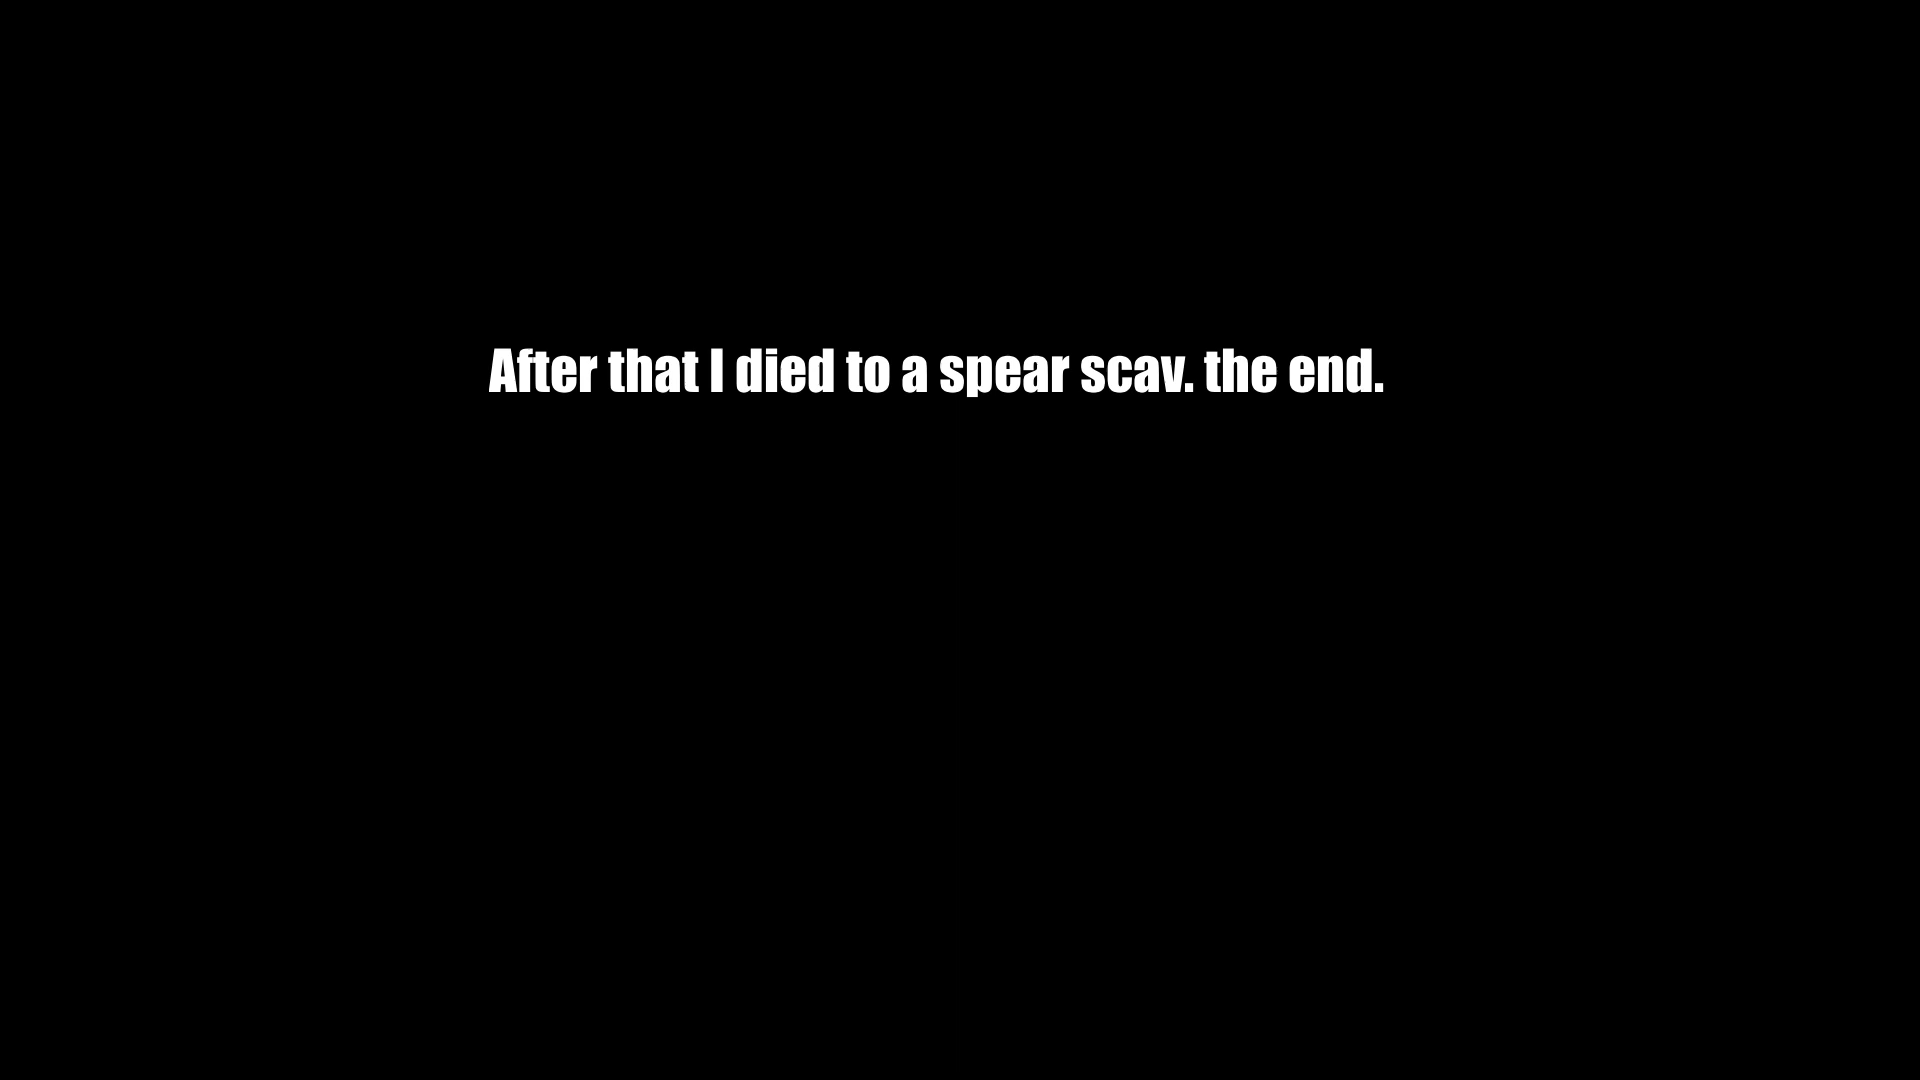 After that I died to a spear scav. the end.